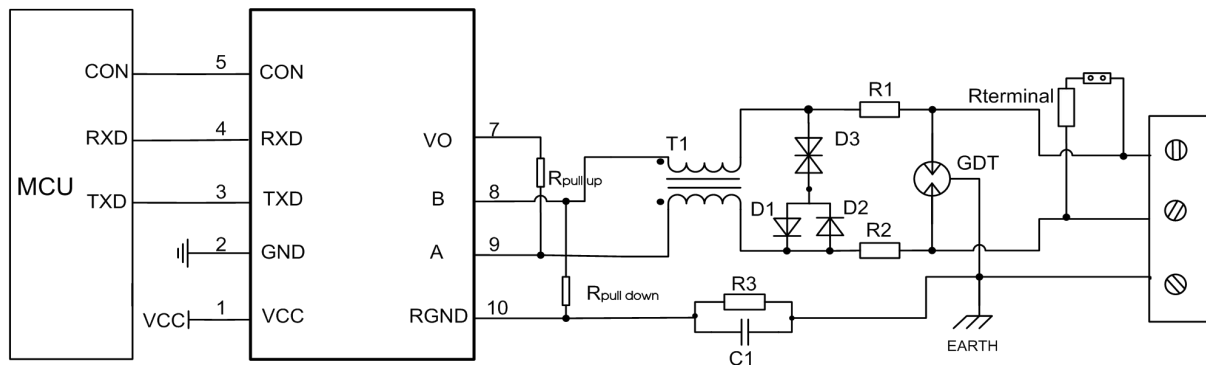 MCU
CON
RXD
TXD
5
4
3
2
1
VCC
CON
RXD
TXD
GND
VCC
VO
B
A
RGND
7
8
9
10
Rpull up
Rpull down
T1
D3
D1
D2
R1
R2
R3
C1
GDT
EARTH
Rterminal